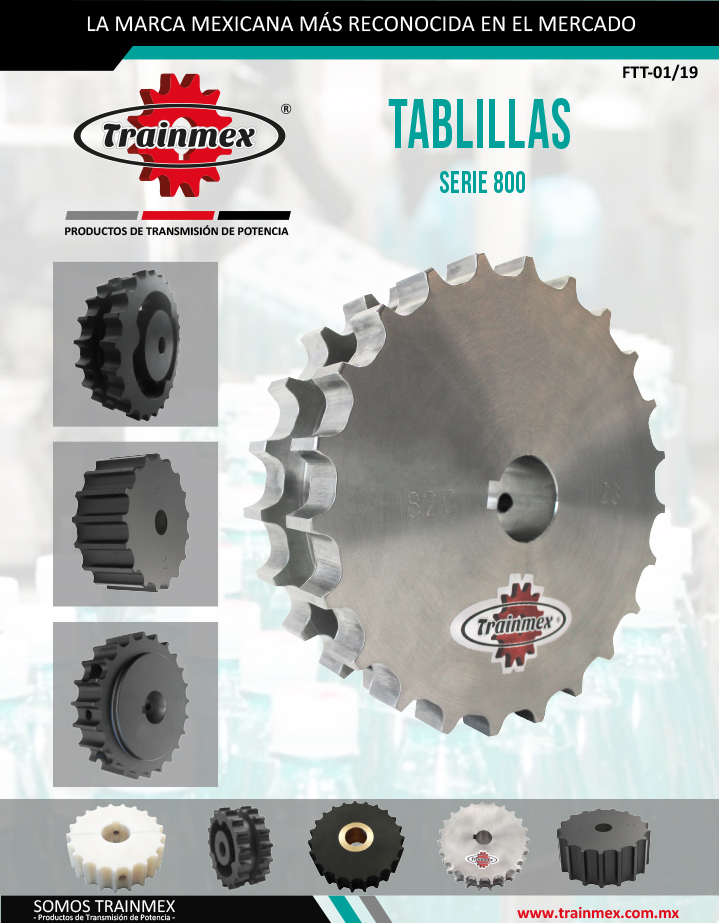 LA MARCA MEXICANA MÁS RECONOCIDA EN EL MERCADO
FTT-01/19
Trainmex ®
TABLILLAS
SERIE 800
PRODUCTOS DE TRANSMISIÓN DE POTENCIA
Trainmex
Trainmex
SOMOS TRAINMEX
- Productos de Transmisión de Potencia -
www.trainmex.com.mx